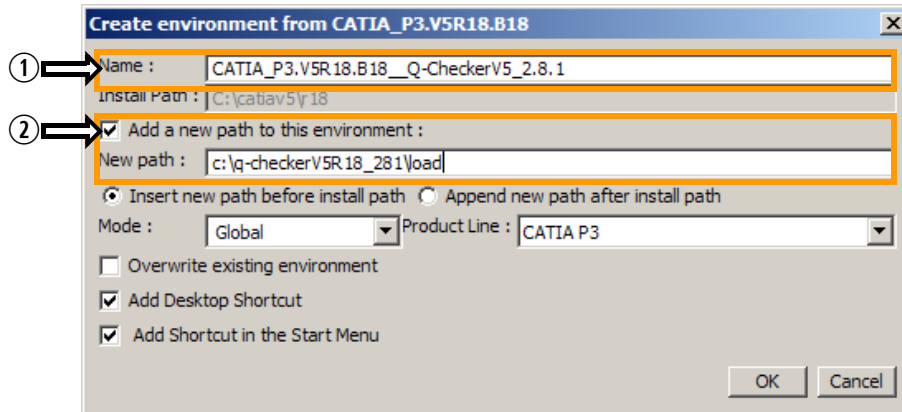 Create environment from CATIA_P3.V5R18.B18
① Name : CATIA_P3.V5R18.B18__Q-CheckerV5_2.8.1
Install Path : C:\catiav5\r18
② Add a new path to this environment :
New path : c:\q-checkerV5R18_281\load
Insert new path before install path Append new path after install path
Mode : Global Product Line : CATIA P3
Overwrite existing environment
Add Desktop Shortcut
Add Shortcut in the Start Menu
OK Cancel